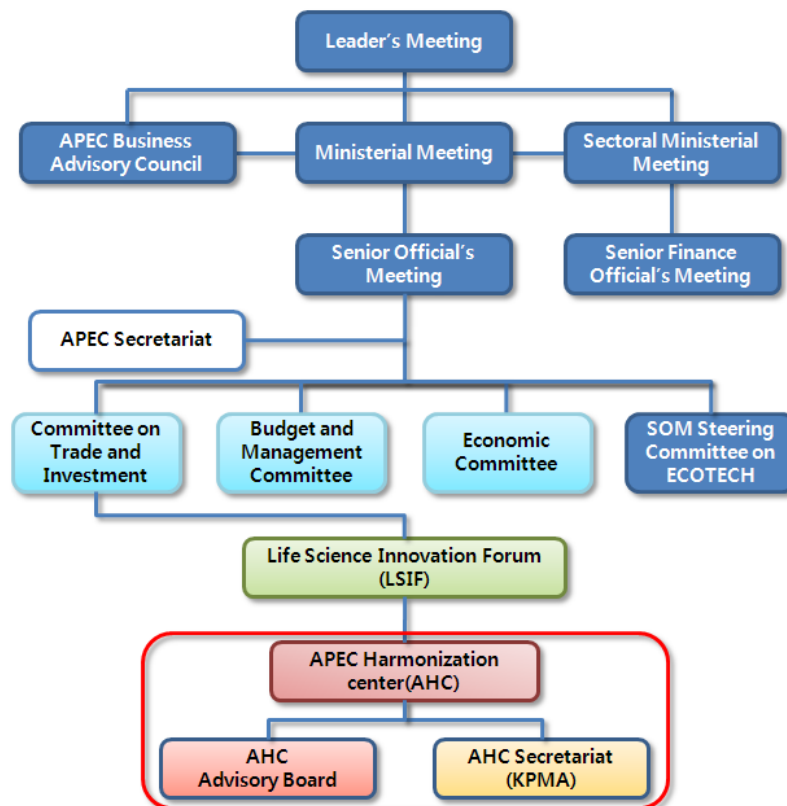 Leader's Meeting
APEC Business
Advisory Council
Ministerial Meeting
Sectoral Ministerial
Meeting
Senior Official's
Meeting
Senior Finance
Official's Meeting
APEC Secretariat
Committee on
Trade and
Investment
Budget and
Management
Committee
Economic
Committee
SOM Steering
Committee on
ECOTECH
Life Science Innovation Forum
(LSIF)
APEC Harmonization
center(AHC)
AHC
Advisory Board
AHC Secretariat
(KPMA)